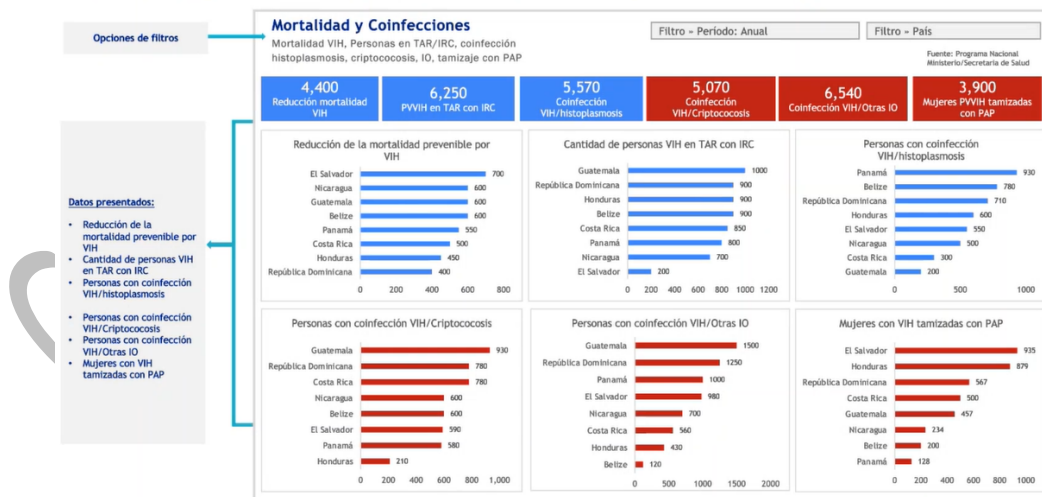 Opciones de filtros
Mortalidad y Coinfecciones
Mortalidad VIH, Personas en TAR/IRC, coinfección
histoplasmosis, criptococosis, IO, tamizaje con PAP
Filtro = Período: Anual
Filtro = País
Fuente: Programa Nacional
Ministerio/Secretaria de Salud
4,400
Reducción mortalidad
VIH
6,250
PVVIH en TAR con IRC
5,570
Coinfección
VIH/histoplasmosis
5,070
Coinfección
VIH/Criptococosis
6,540
Coinfección VIH/Otras IO
3,900
Mujeres PVVIH tamizadas
con PAP
Datos presentados:
• Reducción de la
mortalidad prevenible por
VIH
• Cantidad de personas VIH
en TAR con IRC
• Personas con coinfección
VIH/histoplasmosis
• Personas con coinfección
VIH/Criptococosis
• Personas con coinfección
VIH/Otras IO
• Mujeres con VIH
tamizadas con PAP
Reducción de la mortalidad prevenible por
VIH
El Salvador 700
Nicaragua 600
Guatemala 600
Belize 600
Panamá 550
Costa Rica 500
Honduras 450
República Dominicana 400
0 200 400 600 800
Cantidad de personas VIH en TAR con IRC
Guatemala 1000
República Dominicana 900
Honduras 900
Belize 900
Costa Rica 850
Panamá 800
Nicaragua 700
El Salvador 200
0 200 400 600 800 1000 1200
Personas con coinfección
VIH/histoplasmosis
Panamá 930
Belize 780
República Dominicana 710
Honduras 600
El Salvador 550
Nicaragua 500
Costa Rica 300
Guatemala 200
0 500 1000
Personas con coinfección VIH/Criptococosis
Guatemala 930
República Dominicana 780
Costa Rica 780
Nicaragua 600
Belize 600
El Salvador 590
Panamá 580
Honduras 210
0 200 400 600 800 1,000
Personas con coinfección VIH/Otras IO
Guatemala 1500
República Dominicana 1250
Panamá 1000
El Salvador 980
Nicaragua 700
Costa Rica 560
Honduras 430
Belize 120
0 500 1000 1500 2000
Mujeres con VIH tamizadas con PAP
El Salvador 935
Honduras 879
República Dominicana 567
Costa Rica 500
Guatemala 457
Nicaragua 234
Belize 200
Panamá 128
0 200 400 600 800 1000